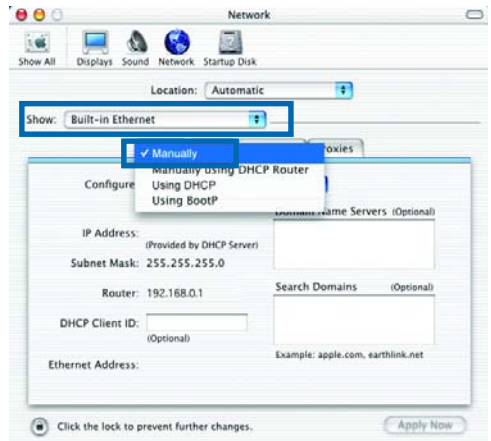 Network
Show All Displays Sound Network Startup Disk
Location: Automatic
Show: Built-in Ethernet
✓ Manually
Proxies
Manually using DHCP Router
Configure
Using DHCP
Using BootP
Domain Name Servers (Optional)
IP Address:
(Provided by DHCP Server)
Subnet Mask: 255.255.255.0
Router: 192.168.0.1
Search Domains (Optional)
DHCP Client ID:
(Optional)
Example: apple.com, earthlink.net
Ethernet Address:
Click the lock to prevent further changes.
Apply Now